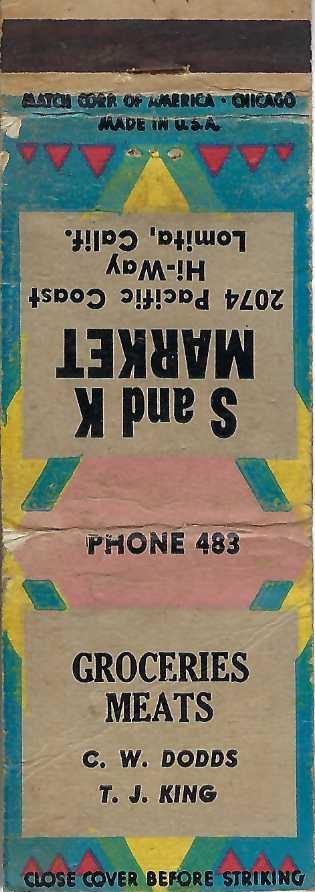 MATCH CORP. OF AMERICA · CHICAGO
MADE IN U.S.A.
S and K
MARKET
2074 Pacific Coast
Hi-Way
Lomita, Calif.
PHONE 483
GROCERIES
MEATS
C. W. DODDS
T. J. KING
CLOSE COVER BEFORE STRIKING